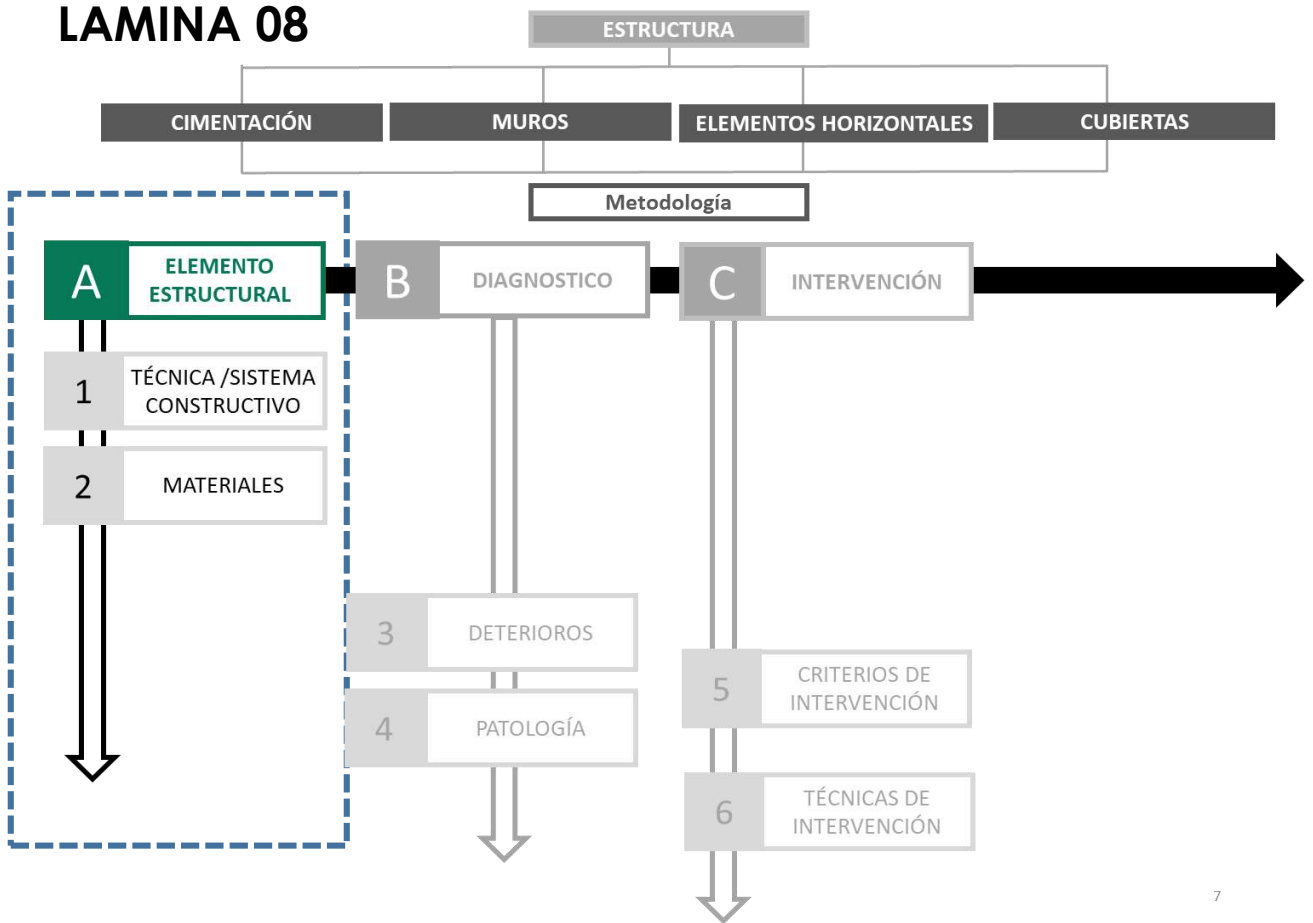 LAMINA 08
ESTRUCTURA
CIMENTACIÓN
MUROS
ELEMENTOS HORIZONTALES
CUBIERTAS
Metodología
A
ELEMENTO
ESTRUCTURAL
B
DIAGNOSTICO
C
INTERVENCIÓN
1
TÉCNICA /SISTEMA
CONSTRUCTIVO
2
MATERIALES
3
DETERIOROS
4
PATOLOGÍA
5
CRITERIOS DE
INTERVENCIÓN
6
TÉCNICAS DE
INTERVENCIÓN
7